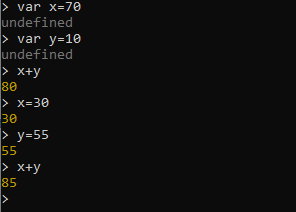 > var x=70
undefined
> var y=10
undefined
> x+y
80
> x=30
30
> y=55
55
> x+y
85
>